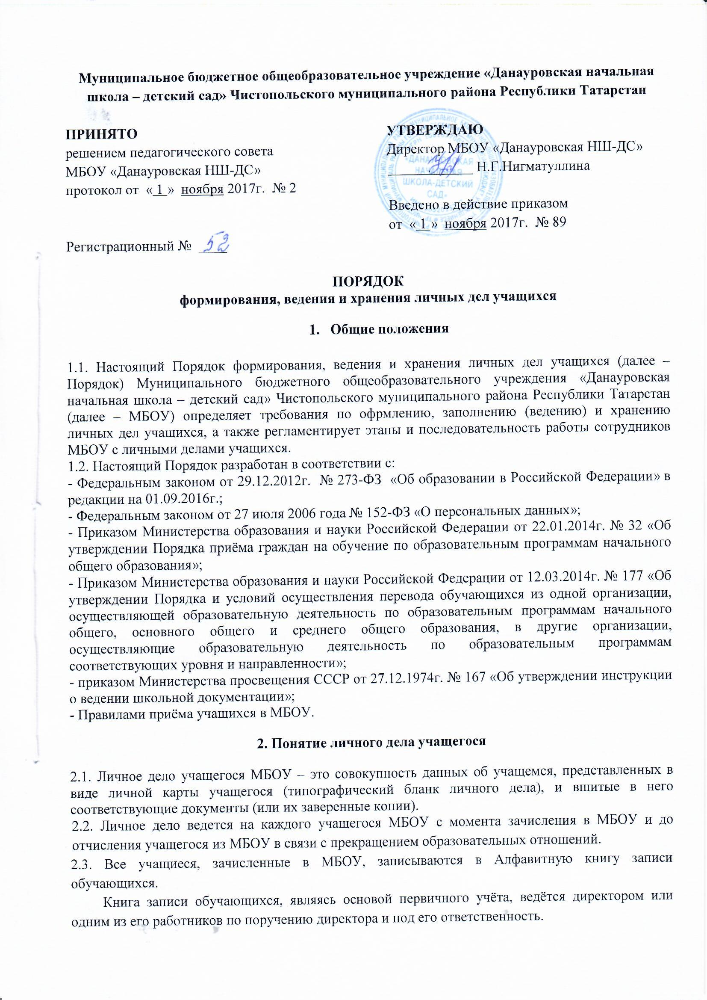 Муниципальное бюджетное общеобразовательное учреждение «Данауровская начальная
школа – детский сад» Чистопольского муниципального района Республики Татарстан
ПРИНЯТО
решением педагогического совета
МБОУ «Данауровская НШ-ДС»
протокол от « 1 » ноября 2017г. № 2
УТВЕРЖДАЮ
Директор МБОУ «Данауровская НШ-ДС»
____________ Н.Г.Нигматуллина
«ДАНАУРОВСКАЯ
НАЧАЛЬНАЯ
ШКОЛА-ДЕТСКИЙ
САД»
Введено в действие приказом
от « 1 » ноября 2017г. № 89
Регистрационный № 52
ПОРЯДОК
формирования, ведения и хранения личных дел учащихся
1. Общие положения
1.1. Настоящий Порядок формирования, ведения и хранения личных дел учащихся (далее –
Порядок) Муниципального бюджетного общеобразовательного учреждения «Данауровская
начальная школа – детский сад» Чистопольского муниципального района Республики Татарстан
(далее – МБОУ) определяет требования по офрмлению, заполнению (ведению) и хранению
личных дел учащихся, а также регламентирует этапы и последовательность работы сотрудников
МБОУ с личными делами учащихся.
1.2. Настоящий Порядок разработан в соответствии с:
- Федеральным законом от 29.12.2012г. № 273-ФЗ «Об образовании в Российской Федерации» в
редакции на 01.09.2016г.;
- Федеральным законом от 27 июля 2006 года № 152-ФЗ «О персональных данных»;
- Приказом Министерства образования и науки Российской Федерации от 22.01.2014г. № 32 «Об
утверждении Порядка приёма граждан на обучение по образовательным программам начального
общего образования»;
- Приказом Министерства образования и науки Российской Федерации от 12.03.2014г. № 177 «Об
утверждении Порядка и условий осуществления перевода обучающихся из одной организации,
осуществляющей образовательную деятельность по образовательным программам начального
общего, основного общего и среднего общего образования, в другие организации,
осуществляющие образовательную деятельность по образовательным программам
соответствующих уровня и направленности»;
- приказом Министерства просвещения СССР от 27.12.1974г. № 167 «Об утверждении инструкции
о ведении школьной документации»;
- Правилами приёма учащихся в МБОУ.
2. Понятие личного дела учащегося
2.1. Личное дело учащегося МБОУ – это совокупность данных об учащемся, представленных в
виде личной карты учащегося (типографический бланк личного дела), и вшитые в него
соответствующие документы (или их заверенные копии).
2.2. Личное дело ведется на каждого учащегося МБОУ с момента зачисления в МБОУ и до
отчисления учащегося из МБОУ в связи с прекращением образовательных отношений.
2.3. Все учащиеся, зачисленные в МБОУ, записываются в Алфавитную книгу записи
обучающихся.
Книга записи обучающихся, являясь основой первичного учёта, ведётся директором или
одним из его работников по поручению директора и под его ответственность.